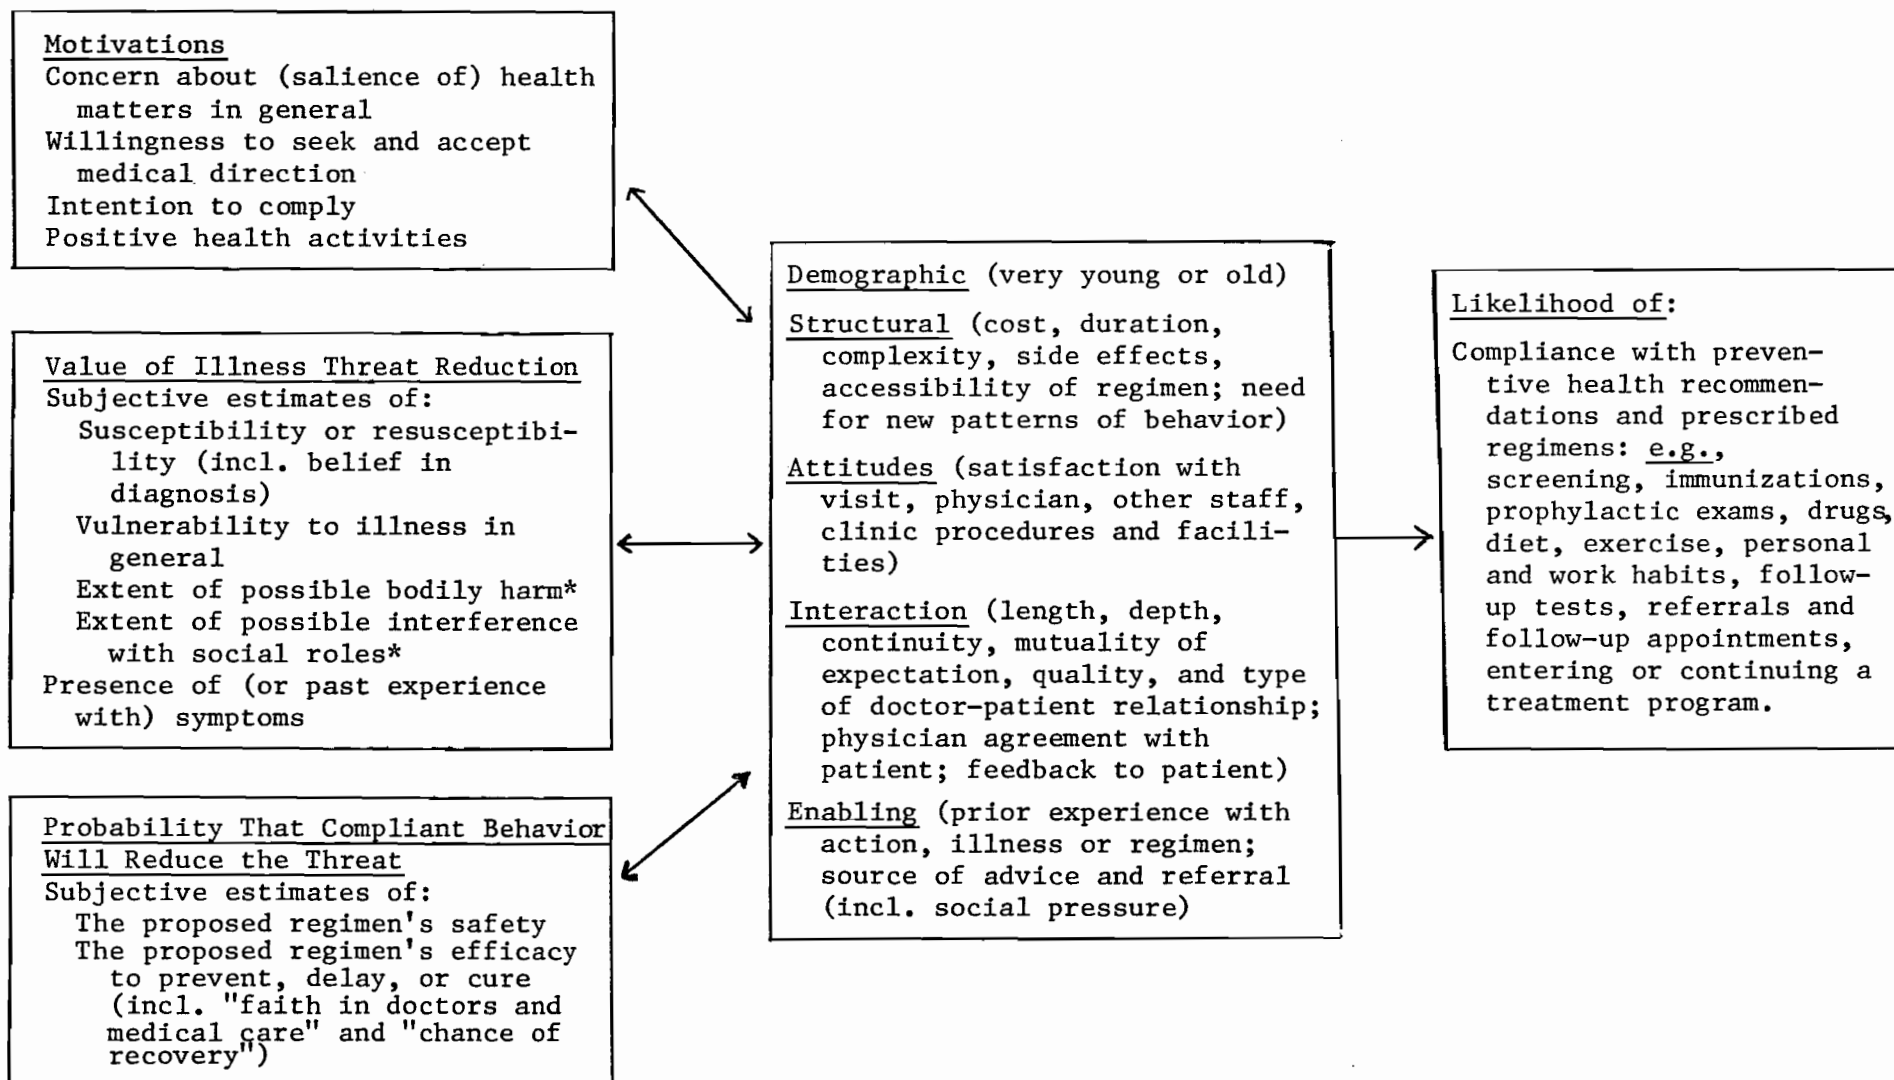 Motivations
Concern about (salience of) health
matters in general
Willingness to seek and accept
medical direction
Intention to comply
Positive health activities
Value of Illness Threat Reduction
Subjective estimates of:
Susceptibility or resusceptibi-
lity (incl. belief in
diagnosis)
Vulnerability to illness in
general
Extent of possible bodily harm*
Extent of possible interference
with social roles*
Presence of (or past experience
with) symptoms
Probability That Compliant Behavior
Will Reduce the Threat
Subjective estimates of:
The proposed regimen's safety
The proposed regimen's efficacy
to prevent, delay, or cure
(incl. "faith in doctors and
medical care" and "chance of
recovery")
Demographic (very young or old)
Structural (cost, duration,
complexity, side effects,
accessibility of regimen; need
for new patterns of behavior)
Attitudes (satisfaction with
visit, physician, other staff,
clinic procedures and facili-
ties)
Interaction (length, depth,
continuity, mutuality of
expectation, quality, and type
of doctor-patient relationship;
physician agreement with
patient; feedback to patient)
Enabling (prior experience with
action, illness or regimen;
source of advice and referral
(incl. social pressure)
Likelihood of:
Compliance with preven-
tive health recommen-
dations and prescribed
regimens: e.g.,
screening, immunizations,
prophylactic exams, drugs,
diet, exercise, personal
and work habits, follow-
up tests, referrals and
follow-up appointments,
entering or continuing a
treatment program.